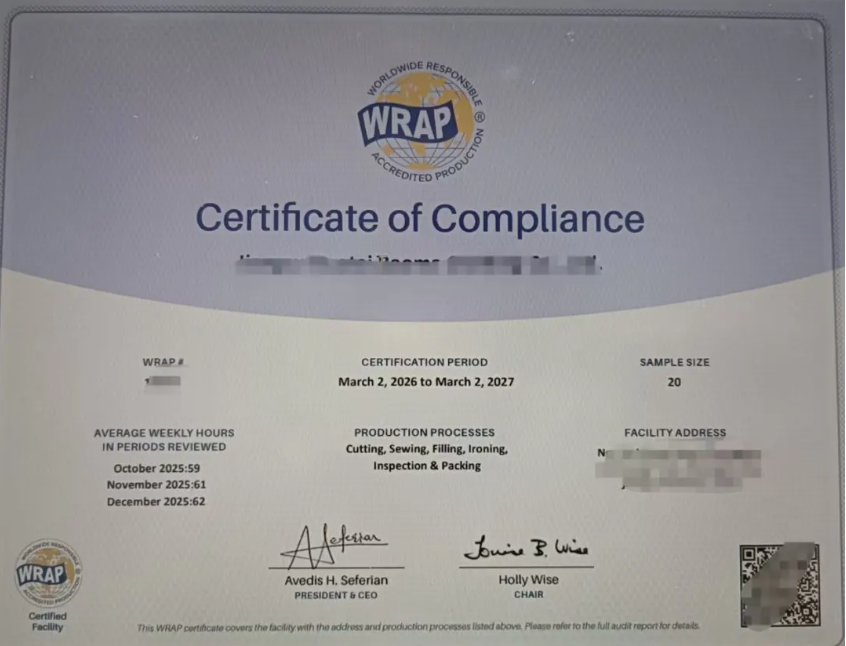 WORLDWIDE RESPONSIBLE
WRAP
®
ACCREDITED PRODUCTION
Certificate of Compliance
WRAP #
CERTIFICATION PERIOD
March 2, 2026 to March 2, 2027
SAMPLE SIZE
20
AVERAGE WEEKLY HOURS
IN PERIODS REVIEWED
October 2025:59
November 2025:61
December 2025:62
PRODUCTION PROCESSES
Cutting, Sewing, Filling, Ironing,
Inspection & Packing
FACILITY ADDRESS
Avedis H. Seferian
PRESIDENT & CEO
Holly Wise
CHAIR
WORLDWIDE RESPONSIBLE
WRAP
®
ACCREDITED PRODUCTION
Certified
Facility
This WRAP certificate covers the facility with the address and production processes listed above. Please refer to the full audit report for details.